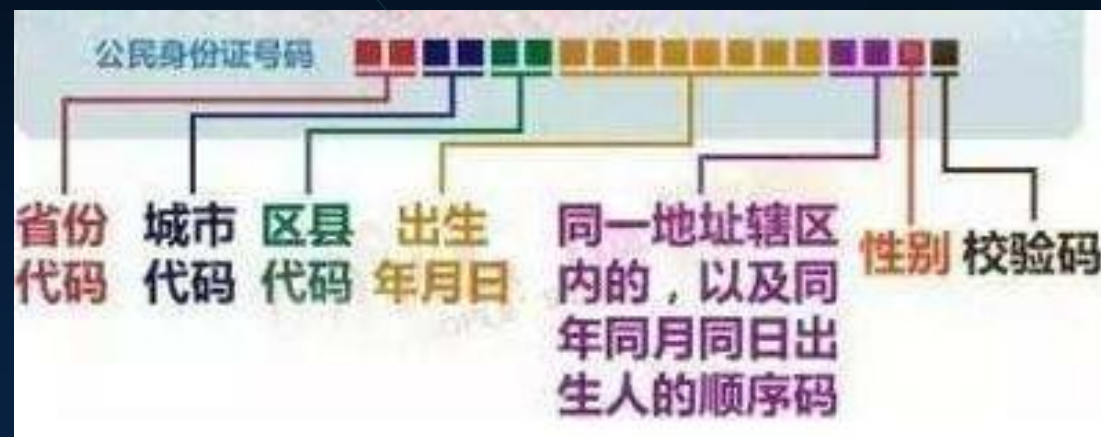 公民身份证号码
省份
代码
城市
代码
区县
代码
出生
年月日
同一地址辖区
内的，以及同
年同月同日出
生人的顺序码
性别
校验码